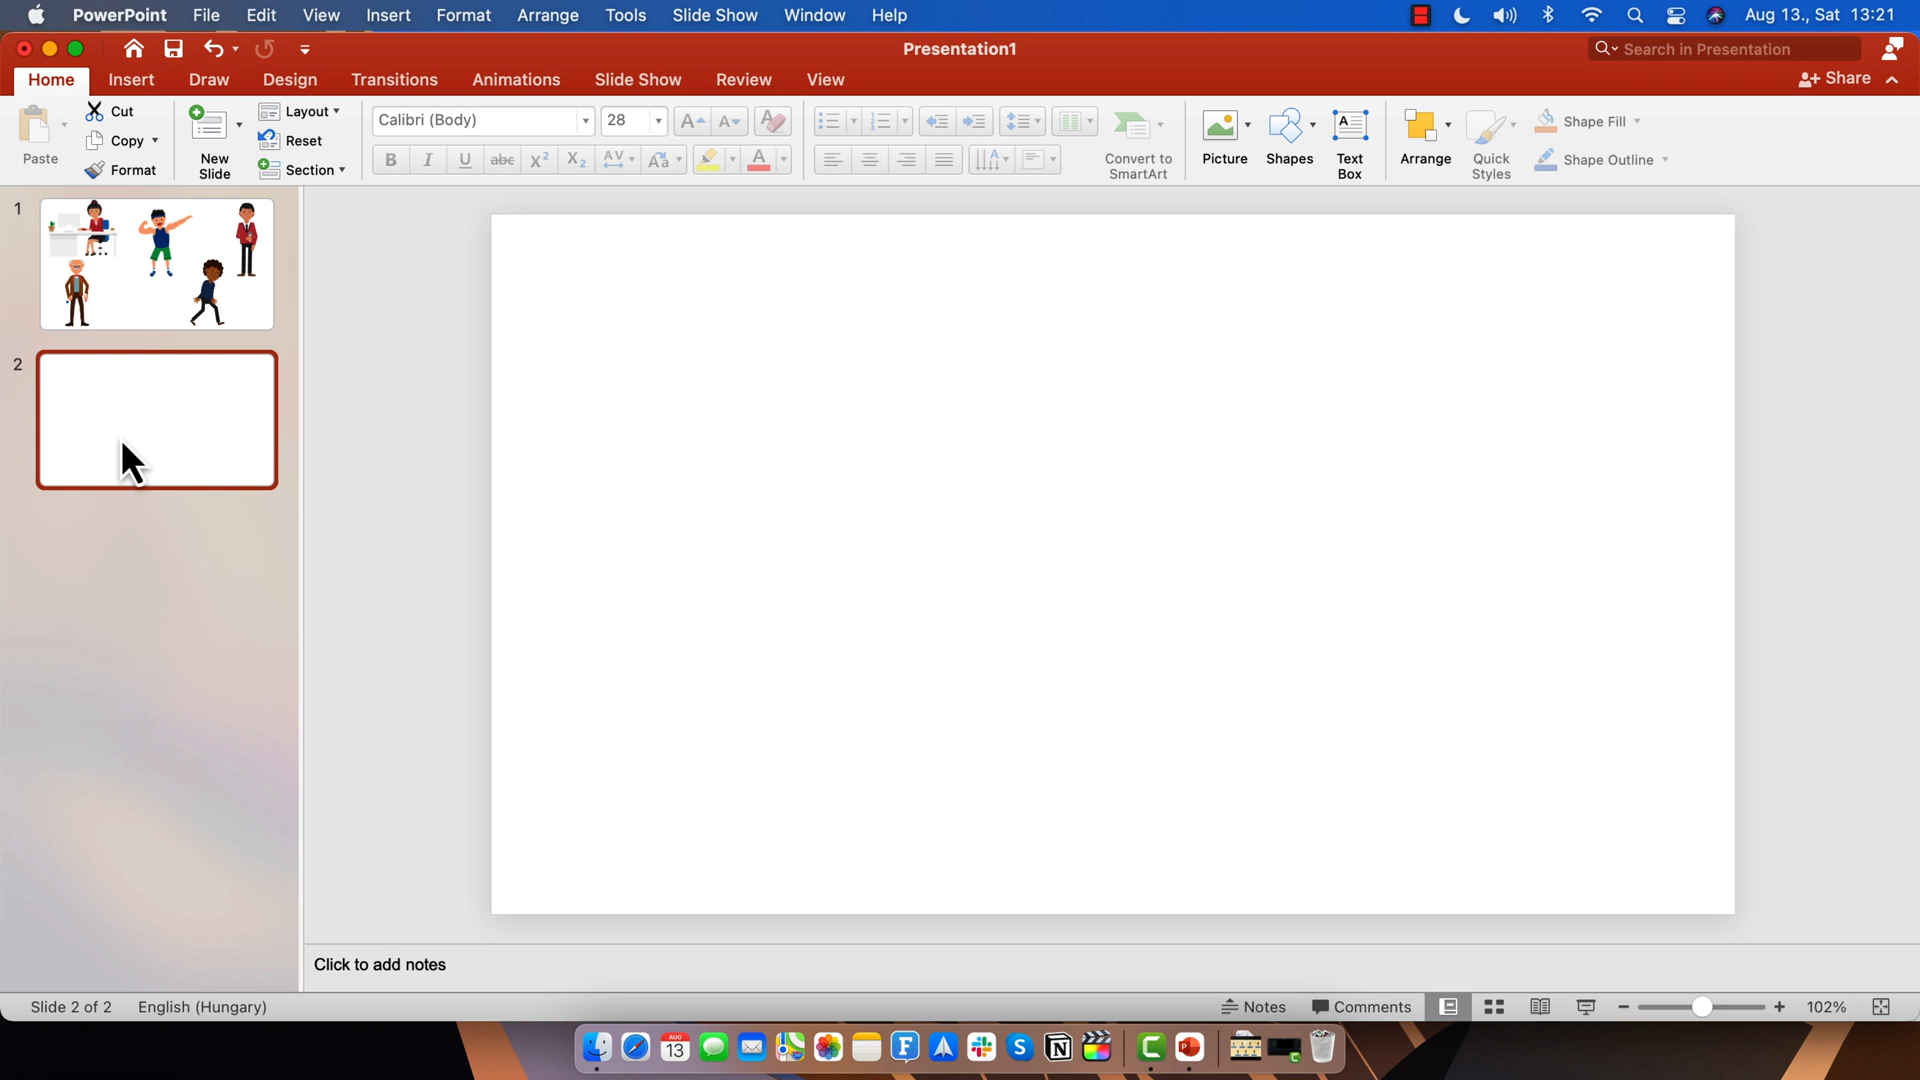 PowerPoint File Edit View Insert Format Arrange Tools Slide Show Window Help Aug 13., Sat 13:21
Presentation1
Search in Presentation
Home Insert Draw Design Transitions Animations Slide Show Review View Share
Paste
Cut
Copy
Format
New
Slide
Layout
Reset
Section
Calibri (Body) 28
Convert to
SmartArt
Picture
Shapes
Text
Box
Arrange
Quick
Styles
Shape Fill
Shape Outline
1
2
Click to add notes
Slide 2 of 2 English (Hungary) Notes Comments 102%
AUG
13